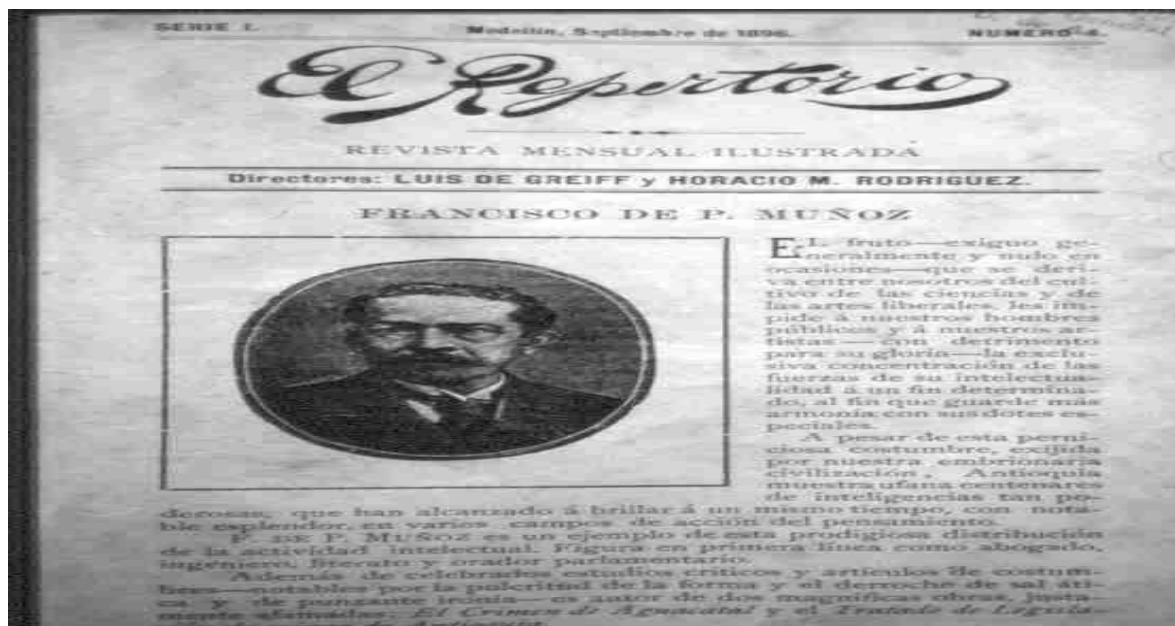 SERIE I.
Medellín, Septiembre de 1896.
NUMERO 4.
El Repertorio
REVISTA MENSUAL ILUSTRADA
Directores: LUIS DE GREIFF y HORACIO M. RODRIGUEZ.
FRANCISCO DE P. MUÑOZ
EL fruto—exiguo ge-
neralmente y nulo en
ocasiones—que se deri-
va entre nosotros del cul-
tivo de las ciencias y de
las artes liberales, les im-
pide á nuestros hombres
públicos y á nuestros ar-
tistas—con detrimento
para su gloria—la exclu-
siva concentración de las
fuerzas de su intelectua-
lidad á un fin determina-
do, al fin que guarde más
armonía con sus dotes es-
peciales.
A pesar de esta perni-
ciosa costumbre, exijida
por nuestra embrionaria
civilización, Antioquia
muestra ufana centenares
de inteligencias tan po-
derosas, que han alcanzado á brillar á un mismo tiempo, con nota-
ble esplendor, en varios campos de acción del pensamiento.
F. DE P. MUÑOZ es un ejemplo de esta prodigiosa distribución
de la actividad intelectual. Figura en primera línea como abogado,
ingeniero, literato y orador parlamentario.
Además de celebrados estudios críticos y artículos de costum-
bres—notables por la pulcritud de la forma y el derroche de sal áti-
ca y de punzante ironía—es autor de dos magníficas obras, justa-
mente afamadas: El Crimen de Aguacatal y el Tratado de Legisla-